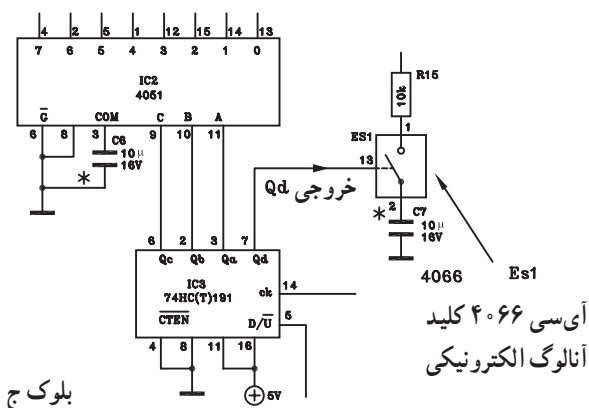 4 2 5 1 12 15 14 13
7 6 5 4 3 2 1 0
IC2
4051
G COM C B A
6 8 3 9 10 11
C6
10 μ
16V
*
R15
10k
1
ES1
13
2
*
C7
10 μ
16V
خروجی Qd
4066 Es1
آی‌سی ۴۰۶۶ کلید
آنالوگ الکترونیکی
6 2 3 7
Qc Qb Qa Qd
IC3
74HC(T)191
ck 14
CTEN D/U 5
4 8 11 16
5V
بلوک ج